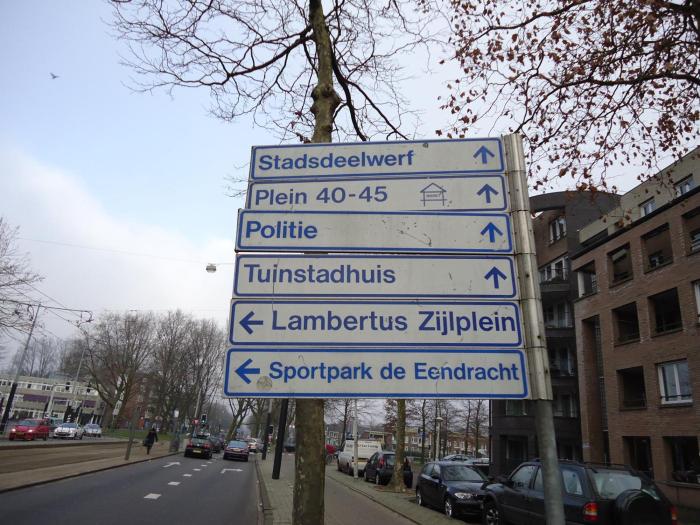 Stadsdeelwerf
Plein 40-45
Politie
Tuinstadhuis
Lambertus Zijlplein
Sportpark de Eendracht